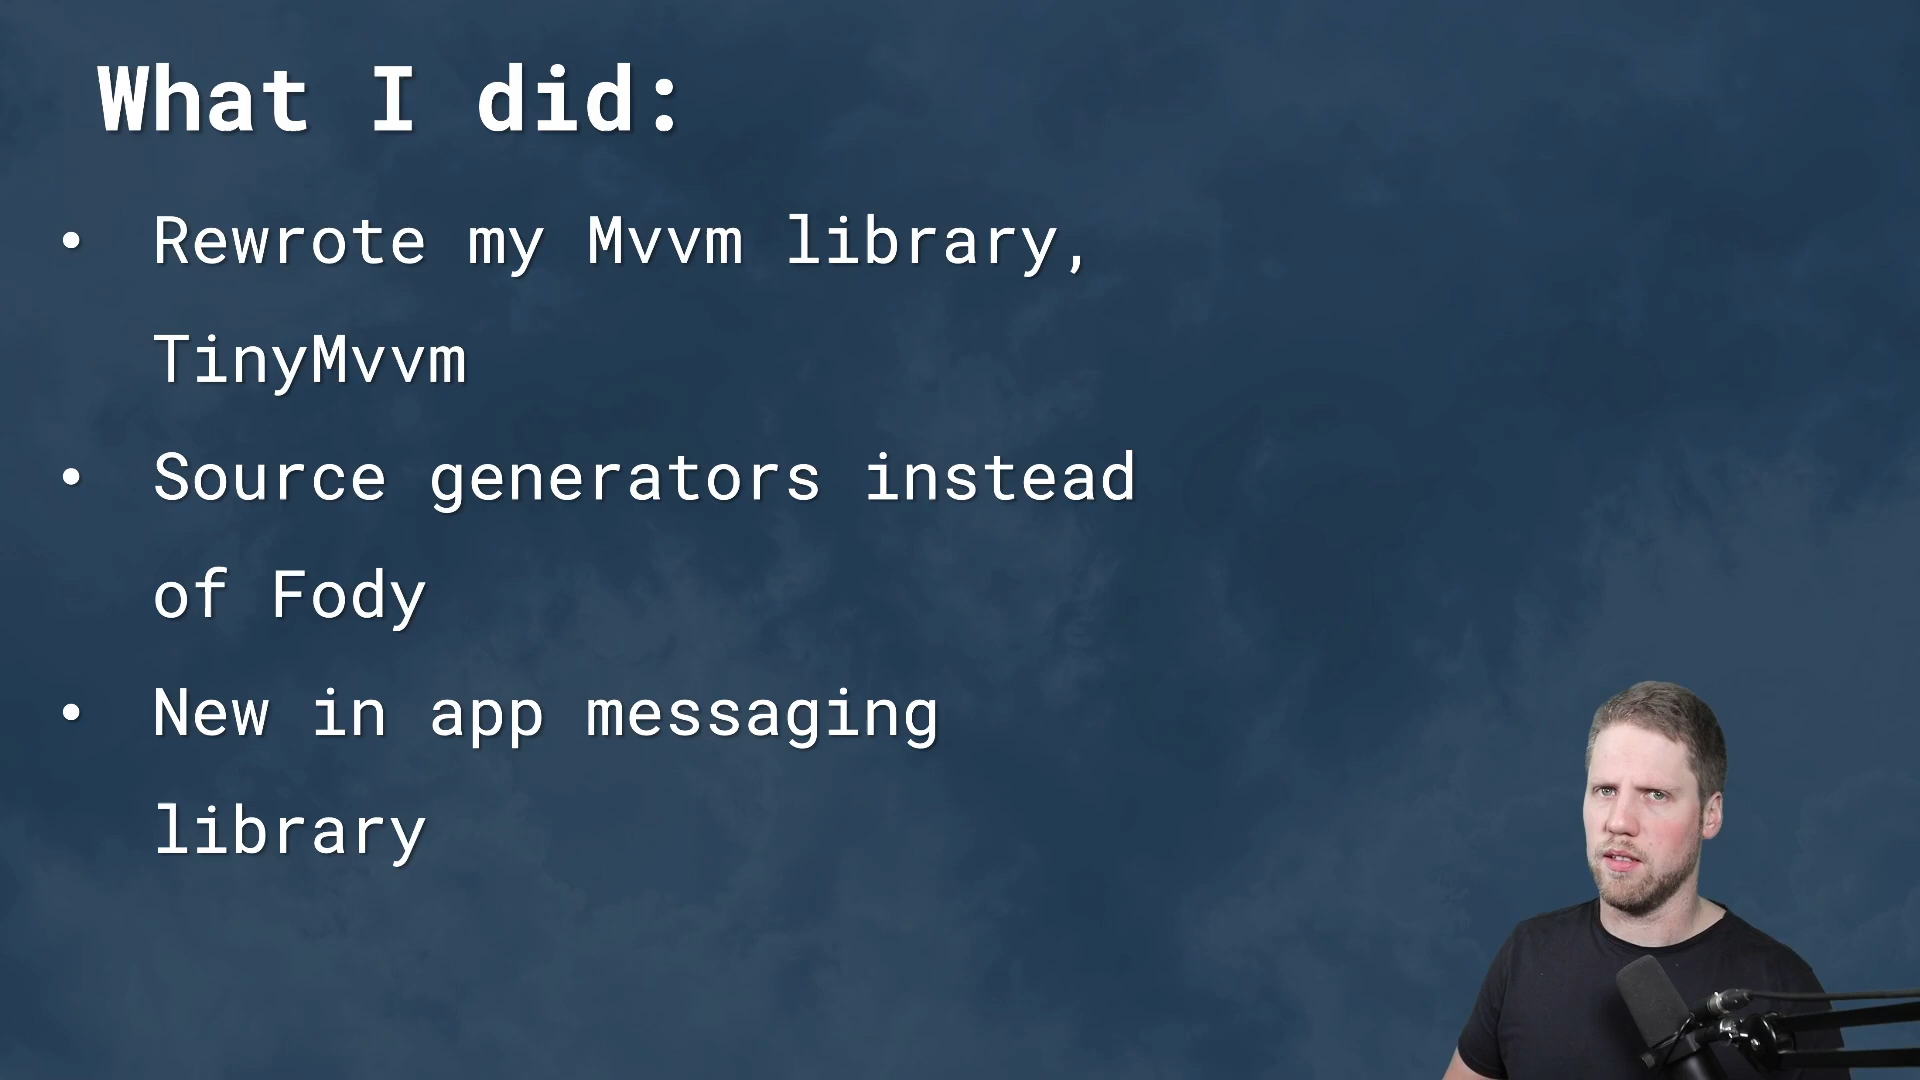 What I did:
• Rewrote my Mvvm library,
TinyMvvm
• Source generators instead
of Fody
• New in app messaging
library